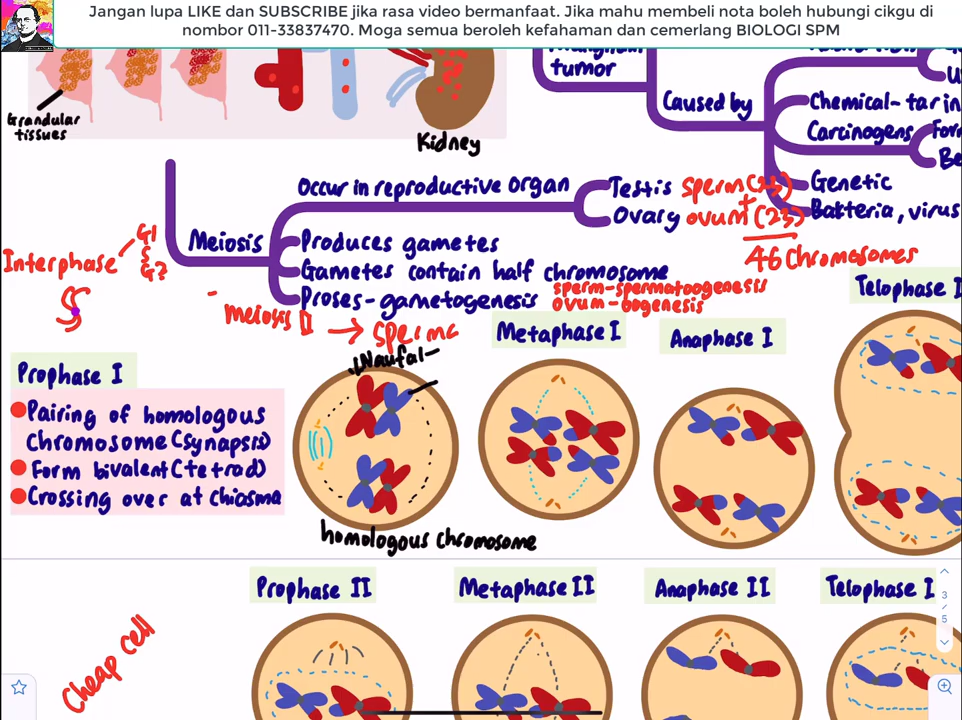 Jangan lupa LIKE dan SUBSCRIBE jika rasa video bermanfaat. Jika mahu membeli nota boleh hubungi cikgu di
nombor 011-33837470. Moga semua beroleh kefahaman dan cemerlang BIOLOGI SPM
Grandular
tissues
Kidney
tumor
Caused by
Chemical-tar in
Carcinogens
Genetic
Bakteria, virus
Meiosis
Occur in reproductive organ
Testis sperm(23)
+
Ovary ovum (23)
46 Chromosomes
Produces gametes
Gametes contain half chromosome
Proses-gametogenesis
sperm-spermatoogenesis
ovum-oogenesis
Interphase
G1
S
G2
Meiosis II → Sperma
Naufal
Prophase I
Pairing of homologous
chromosome (synapsis)
Form bivalent (tetrad)
Crossing over at chiasma
homologous chromosome
Metaphase I
Anaphase I
Telophase I
Cheap cell
Prophase II
Metaphase II
Anaphase II
Telophase I
3
/
5